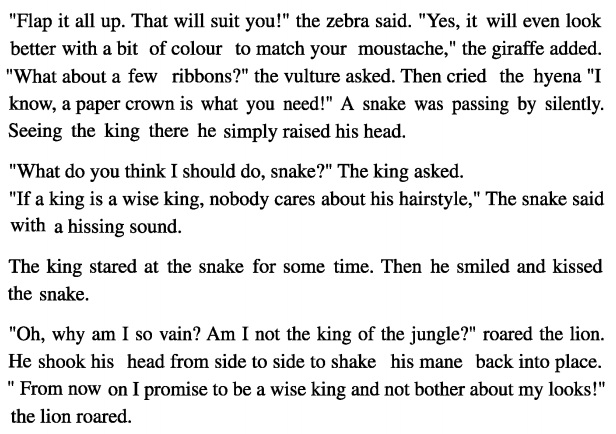 "Flap it all up. That will suit you!" the zebra said. "Yes, it will even look
better with a bit of colour to match your moustache," the giraffe added.
"What about a few ribbons?" the vulture asked. Then cried the hyena "I
know, a paper crown is what you need!" A snake was passing by silently.
Seeing the king there he simply raised his head.
"What do you think I should do, snake?" The king asked.
"If a king is a wise king, nobody cares about his hairstyle," The snake said
with a hissing sound.
The king stared at the snake for some time. Then he smiled and kissed
the snake.
"Oh, why am I so vain? Am I not the king of the jungle?" roared the lion.
He shook his head from side to side to shake his mane back into place.
" From now on I promise to be a wise king and not bother about my looks!"
the lion roared.